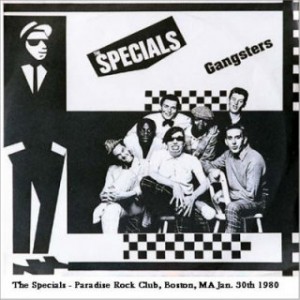 THE SPECIALS
Gangsters
The Specials - Paradise Rock Club, Boston, MA Jan. 30th 1980